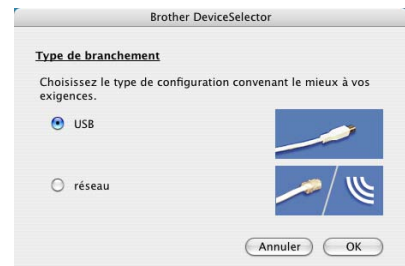 Brother DeviceSelector
Type de branchement
Choisissez le type de configuration convenant le mieux à vos
exigences.
USB
réseau
Annuler
OK